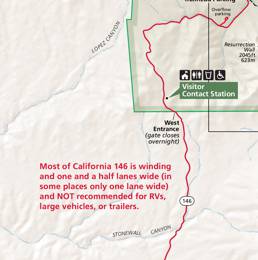 Overflow
parking
LOPEZ CANYON
Resurrection
Wall
2045ft
623m
Visitor
Contact Station
West
Entrance
(gate closes
overnight)
Most of California 146 is winding
and one and a half lanes wide (in
some places only one lane wide)
and NOT recommended for RVs,
large vehicles, or trailers.
146
STONEWALL CANYON